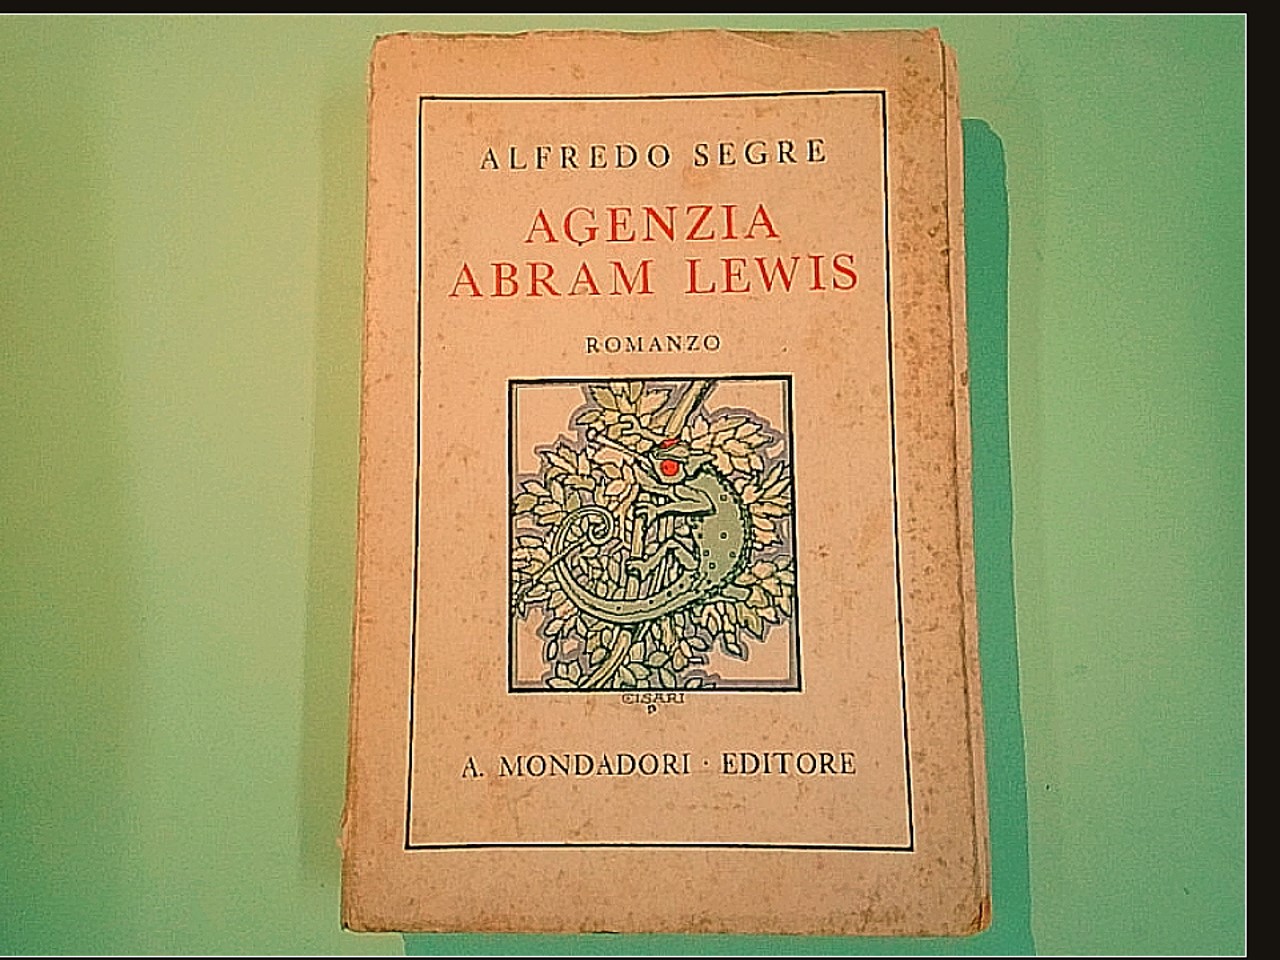 ALFREDO SEGRE
AGENZIA
ABRAM LEWIS
ROMANZO
CISARI
A. MONDADORI · EDITORE